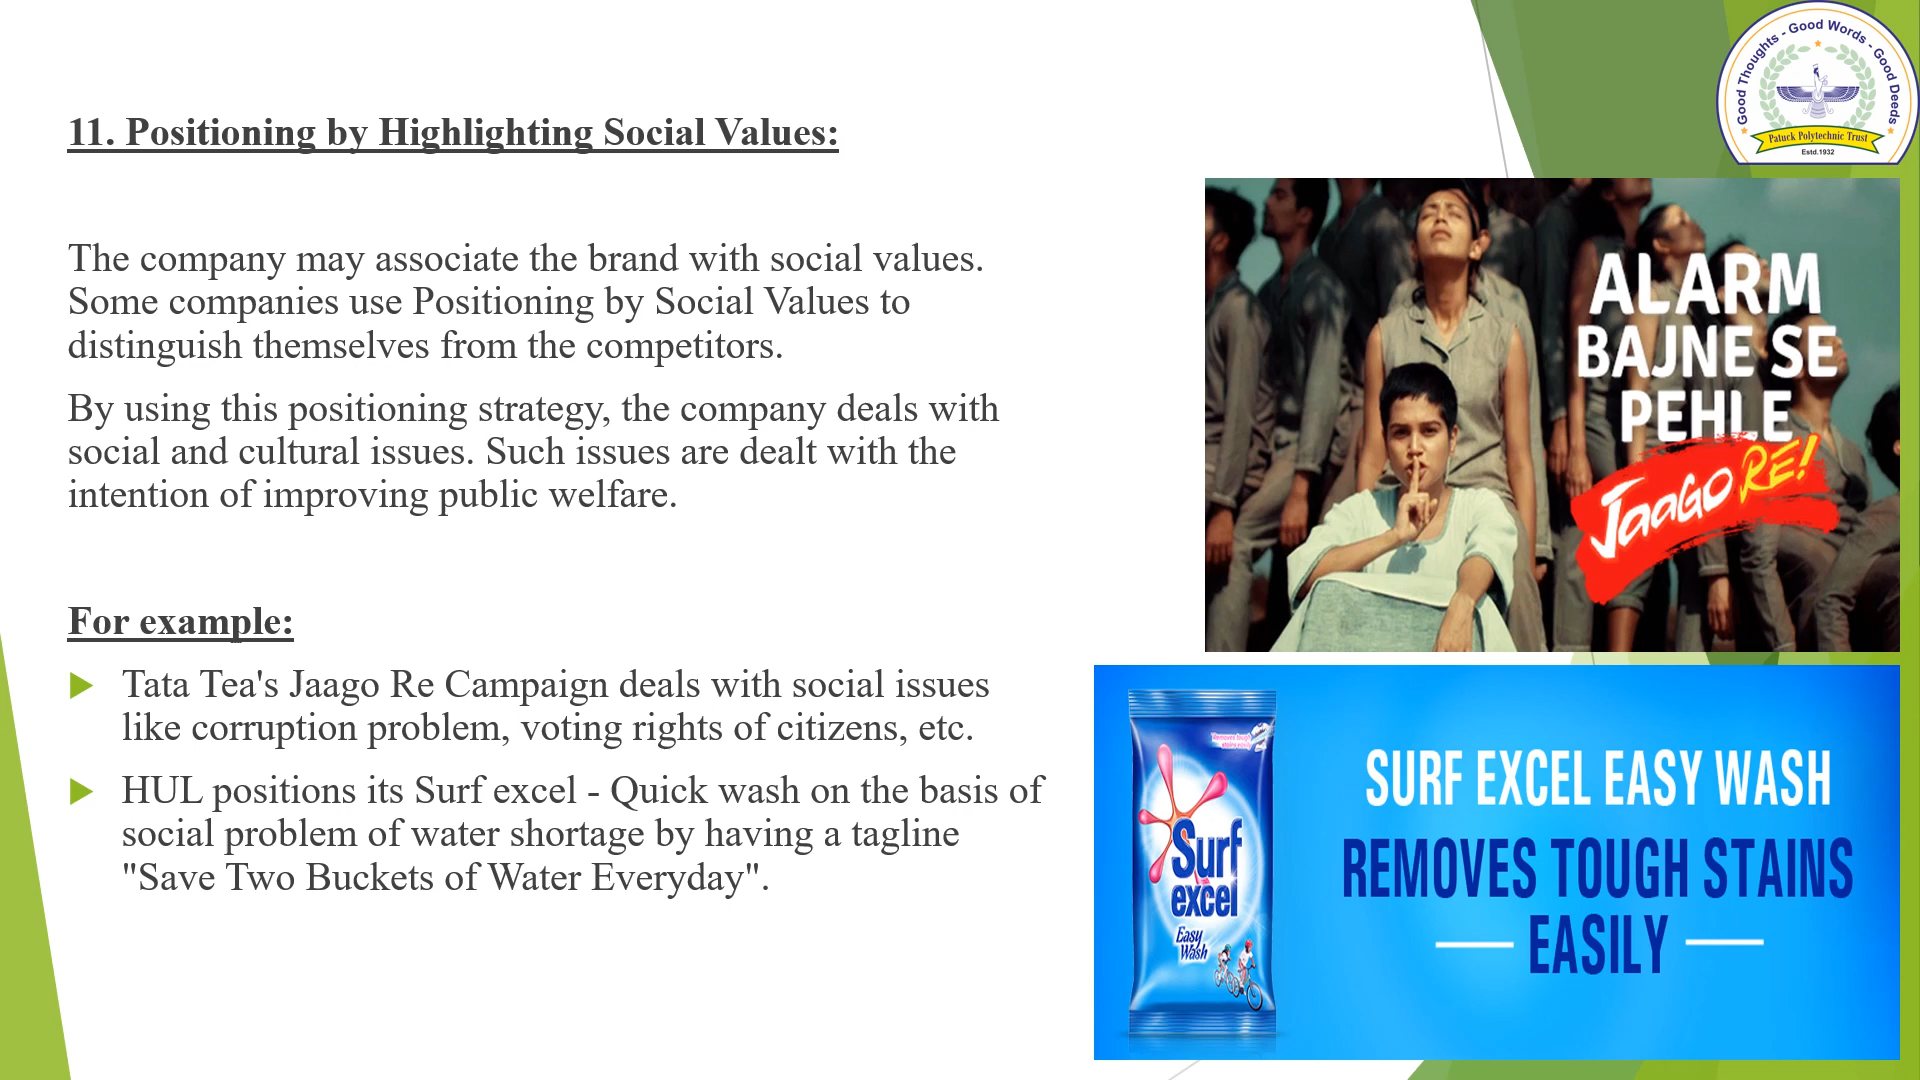 Good Thoughts - Good Words - Good Deeds
Patuck Polytechnic Trust
Estd.1932
11. Positioning by Highlighting Social Values:
The company may associate the brand with social values.
Some companies use Positioning by Social Values to
distinguish themselves from the competitors.
By using this positioning strategy, the company deals with
social and cultural issues. Such issues are dealt with the
intention of improving public welfare.
For example:
Tata Tea's Jaago Re Campaign deals with social issues
like corruption problem, voting rights of citizens, etc.
HUL positions its Surf excel - Quick wash on the basis of
social problem of water shortage by having a tagline
"Save Two Buckets of Water Everyday".
ALARM
BAJNE SE
PEHLE
JaaGO RE!
Removes tough
stains easily
Surf
excel
Easy
Wash
SURF EXCEL EASY WASH
REMOVES TOUGH STAINS
EASILY